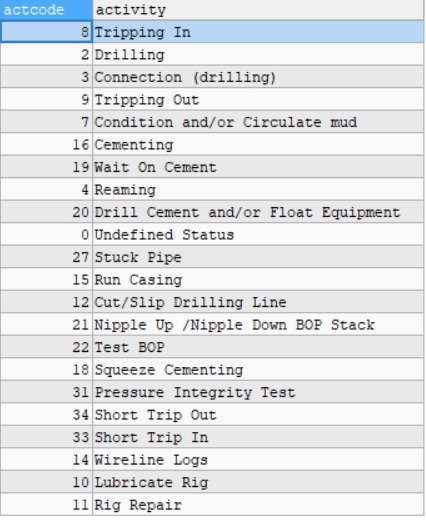 actcode activity
8 Tripping In
2 Drilling
3 Connection (drilling)
9 Tripping Out
7 Condition and/or Circulate mud
16 Cementing
19 Wait On Cement
4 Reaming
20 Drill Cement and/or Float Equipment
0 Undefined Status
27 Stuck Pipe
15 Run Casing
12 Cut/Slip Drilling Line
21 Nipple Up /Nipple Down BOP Stack
22 Test BOP
18 Squeeze Cementing
31 Pressure Integrity Test
34 Short Trip Out
33 Short Trip In
14 Wireline Logs
10 Lubricate Rig
11 Rig Repair